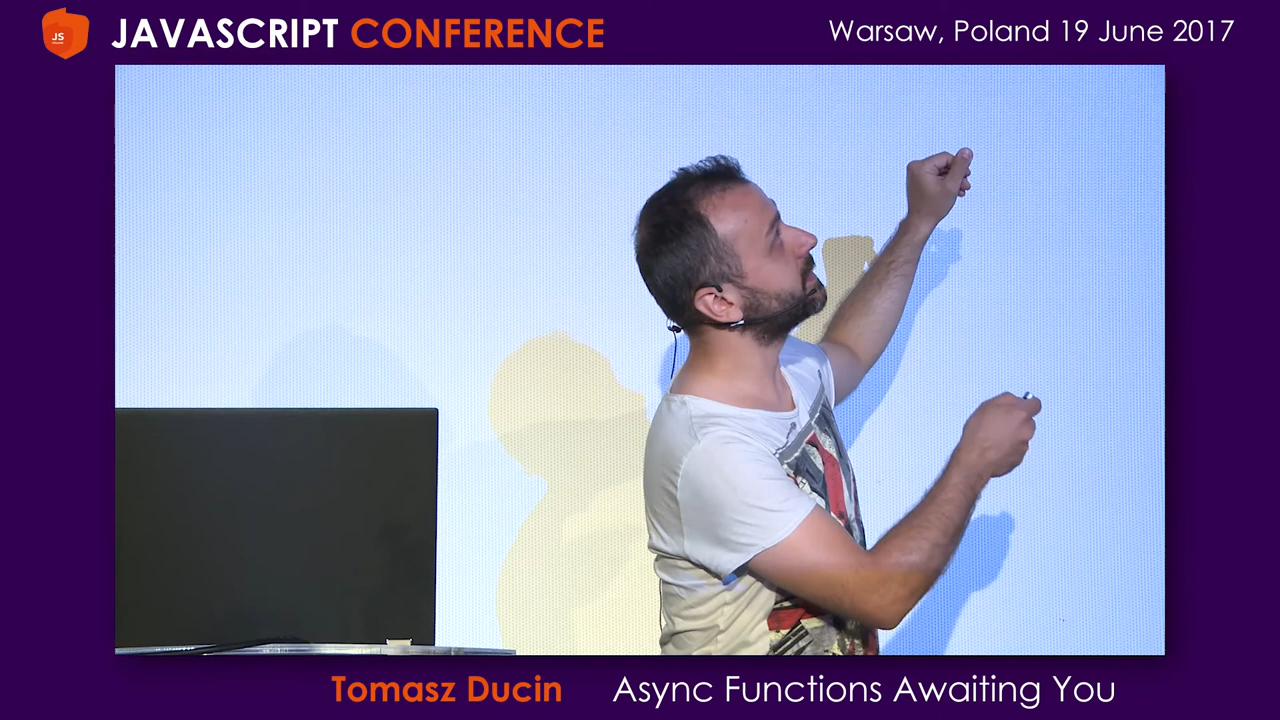 JS
JAVASCRIPT CONFERENCE
Warsaw, Poland 19 June 2017
Tomasz Ducin
Async Functions Awaiting You